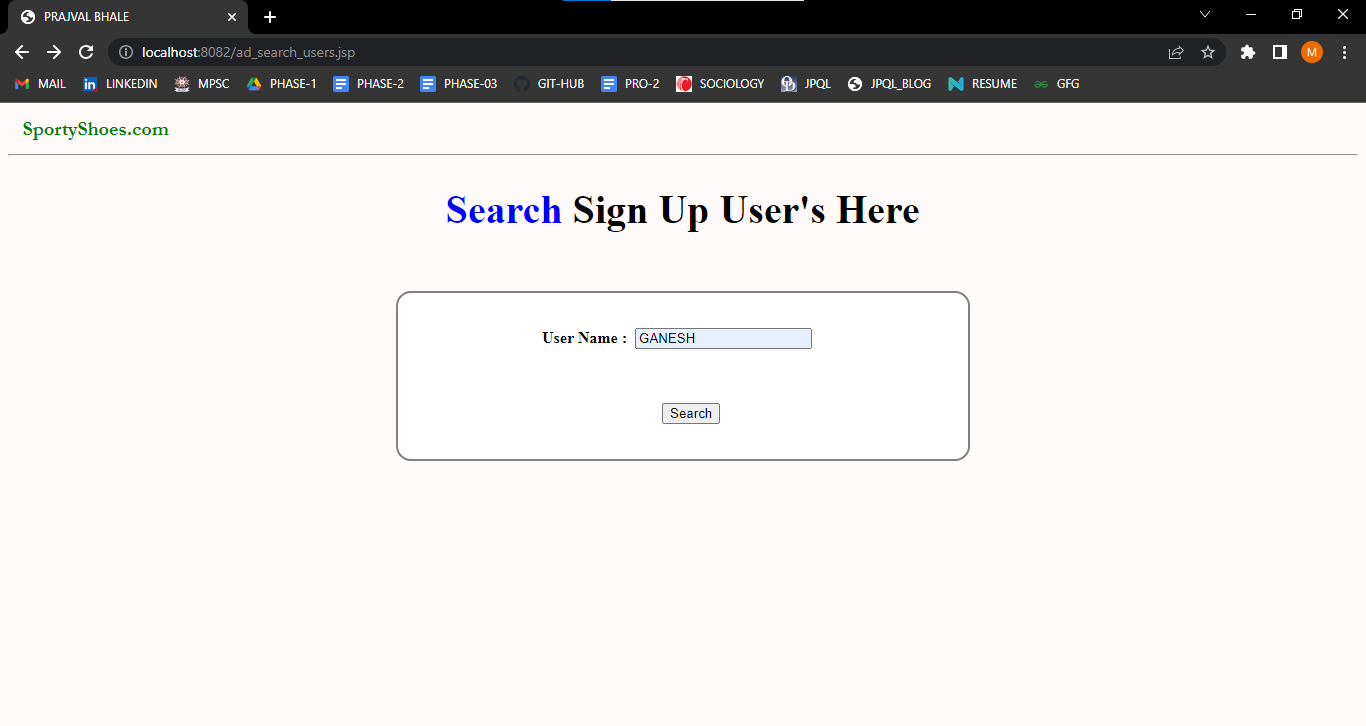 PRAJVAL BHALE
localhost:8082/ad_search_users.jsp
M
MAIL LINKEDIN MPSC PHASE-1 PHASE-2 PHASE-03 GIT-HUB PRO-2 SOCIOLOGY JPQL JPQL_BLOG RESUME GFG
SportyShoes.com
Search Sign Up User's Here
User Name : GANESH
Search